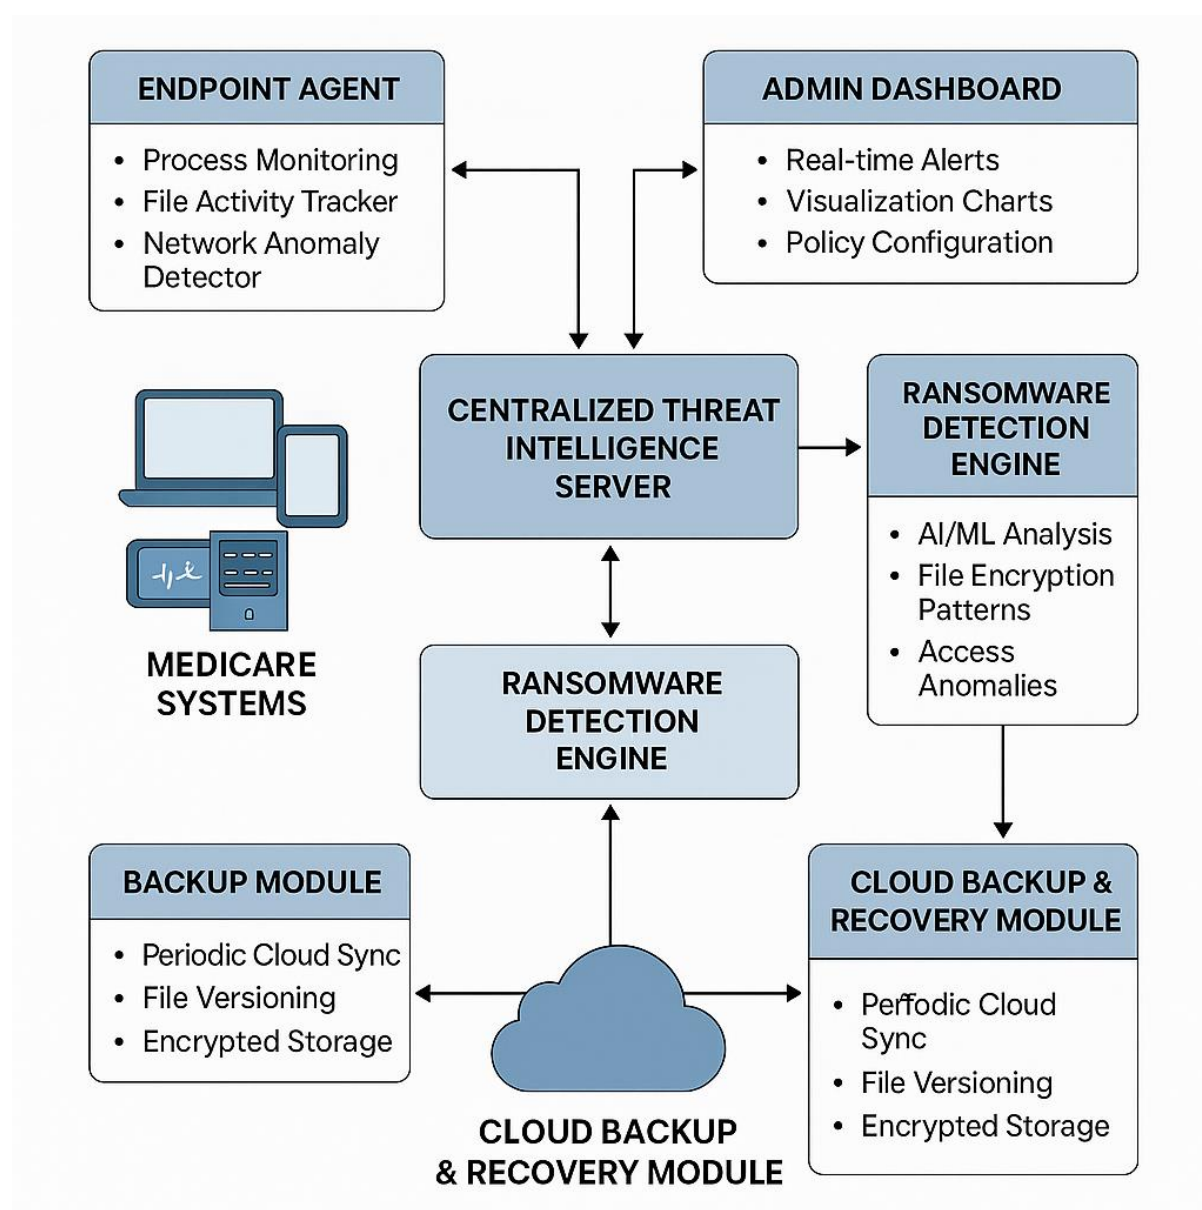 ENDPOINT AGENT
• Process Monitoring
• File Activity Tracker
• Network Anomaly
Detector
ADMIN DASHBOARD
• Real-time Alerts
• Visualization Charts
• Policy Configuration
CENTRALIZED THREAT
INTELLIGENCE
SERVER
RANSOMWARE
DETECTION
ENGINE
• AI/ML Analysis
• File Encryption
Patterns
• Access
Anomalies
MEDICARE
SYSTEMS
RANSOMWARE
DETECTION
ENGINE
BACKUP MODULE
• Periodic Cloud Sync
• File Versioning
• Encrypted Storage
CLOUD BACKUP
& RECOVERY MODULE
CLOUD BACKUP &
RECOVERY MODULE
• Perfodic Cloud
Sync
• File Versioning
• Encrypted Storage